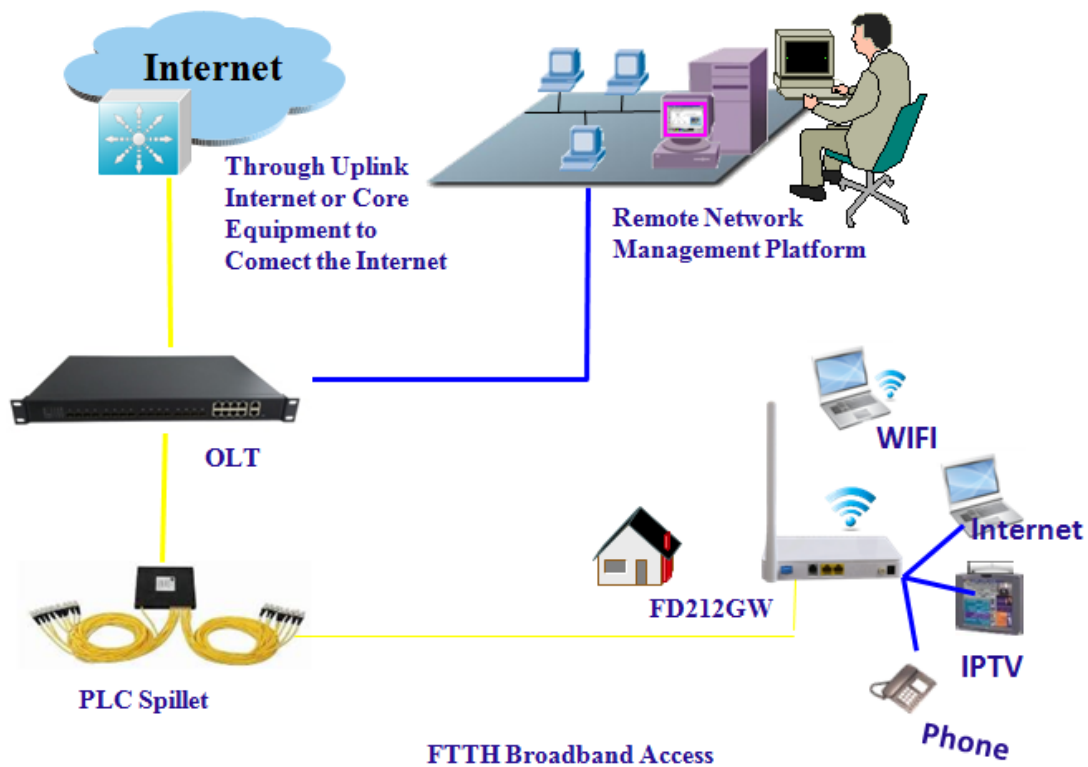 Internet
Through Uplink
Internet or Core
Equipment to
Comect the Internet
Remote Network
Management Platform
OLT
WIFI
Internet
FD212GW
IPTV
PLC Spillet
Phone
FTTH Broadband Access